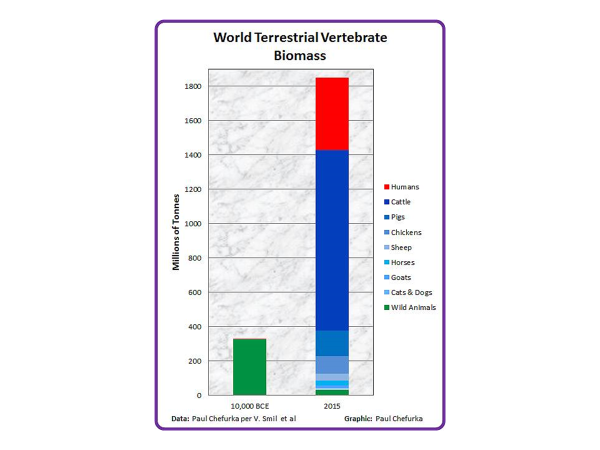 World Terrestrial Vertebrate
Biomass
Millions of Tonnes
1800
1600
1400
1200
1000
800
600
400
200
0
10,000 BCE
2015
Humans
Cattle
Pigs
Chickens
Sheep
Horses
Goats
Cats & Dogs
Wild Animals
Data: Paul Chefurka per V. Smil et al
Graphic: Paul Chefurka